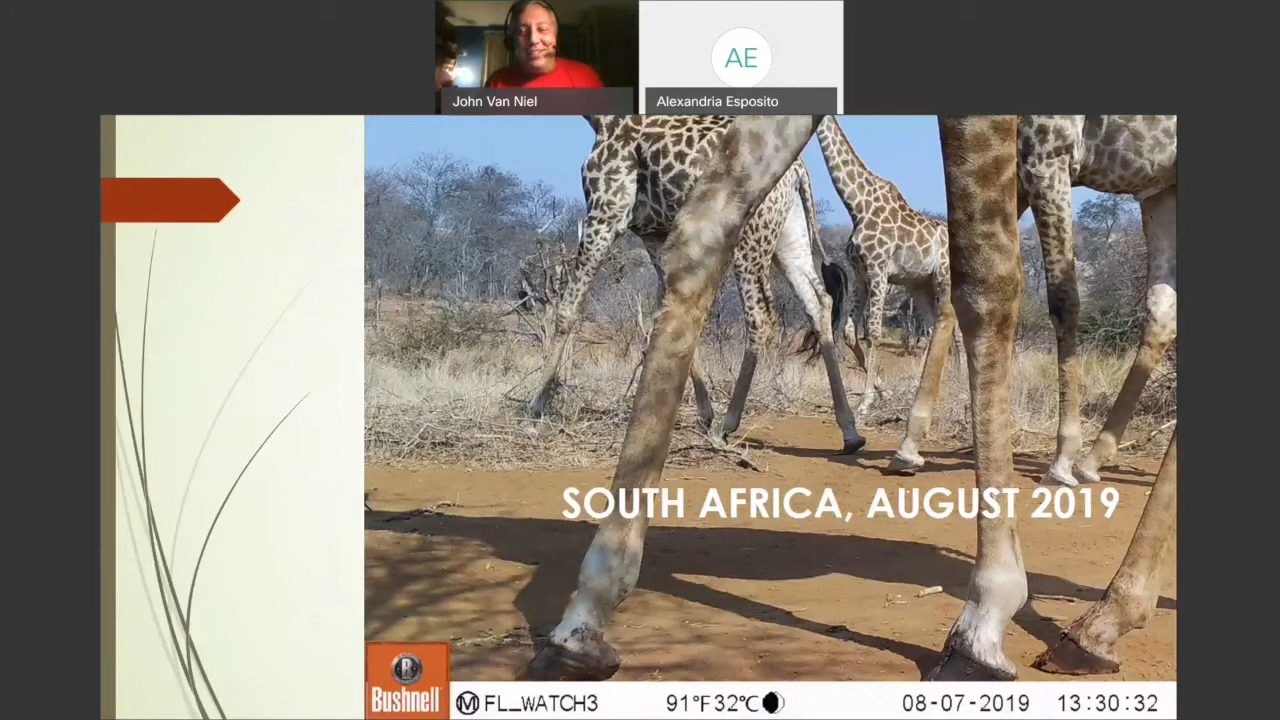 AE
John Van Niel
Alexandria Esposito
SOUTH AFRICA, AUGUST 2019
B
Bushnell
M FL_WATCH3 91°F32°C 08-07-2019 13:30:32